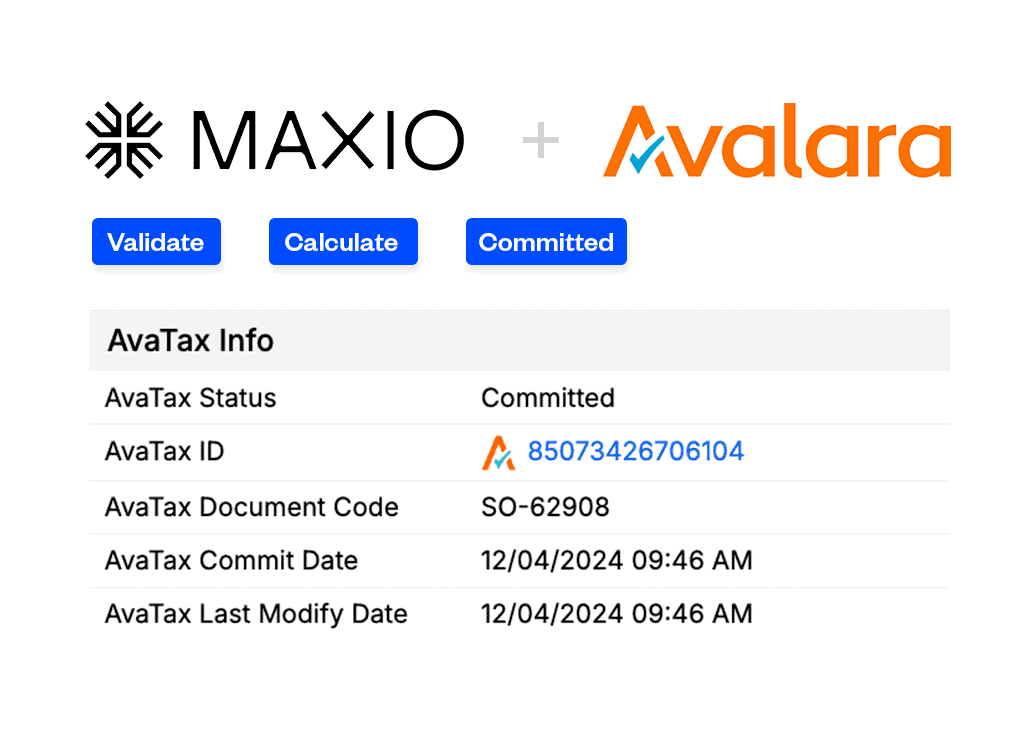 MAXIO + Avalara
Validate Calculate Committed
AvaTax Info
AvaTax Status Committed
AvaTax ID 85073426706104
AvaTax Document Code SO-62908
AvaTax Commit Date 12/04/2024 09:46 AM
AvaTax Last Modify Date 12/04/2024 09:46 AM